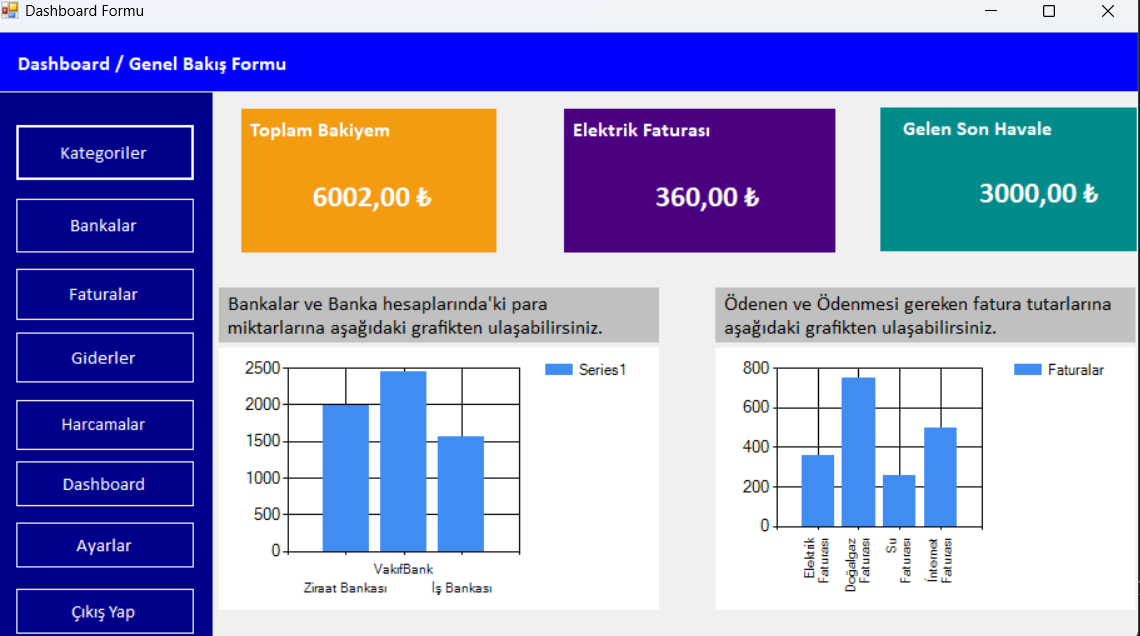 Dashboard Formu
Dashboard / Genel Bakış Formu
Kategoriler
Bankalar
Faturalar
Giderler
Harcamalar
Dashboard
Ayarlar
Çıkış Yap
Toplam Bakiyem
6002,00 ₺
Elektrik Faturası
360,00 ₺
Gelen Son Havale
3000,00 ₺
Bankalar ve Banka hesaplarında'ki para
miktarlarına aşağıdaki grafikten ulaşabilirsiniz.
2500
2000
1500
1000
500
0
VakıfBank
Ziraat Bankası
İş Bankası
Series1
Ödenen ve Ödenmesi gereken fatura tutarlarına
aşağıdaki grafikten ulaşabilirsiniz.
800
600
400
200
0
Elektrik
Faturası
Doğalgaz
Faturası
Su
Faturası
İnternet
Faturası
Faturalar